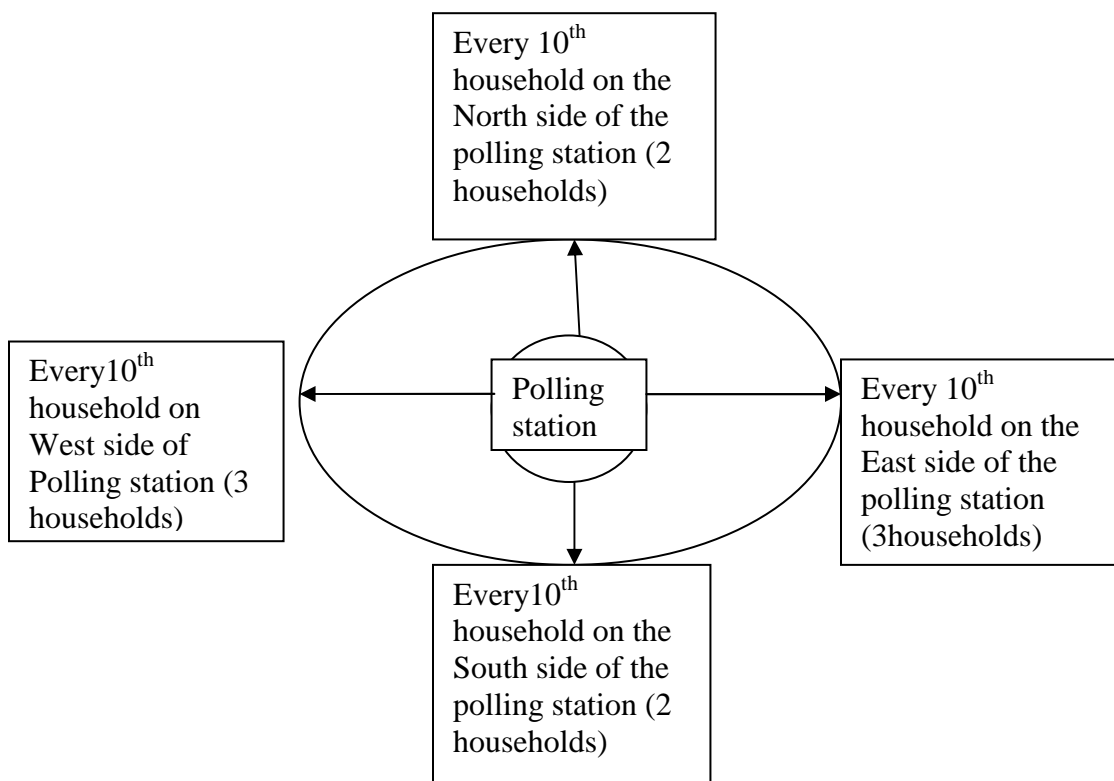 Every 10th
household on the
North side of the
polling station (2
households)
Every10th
household on
West side of
Polling station (3
households)
Polling
station
Every 10th
household on the
East side of the
polling station
(3households)
Every10th
household on the
South side of the
polling station (2
households)